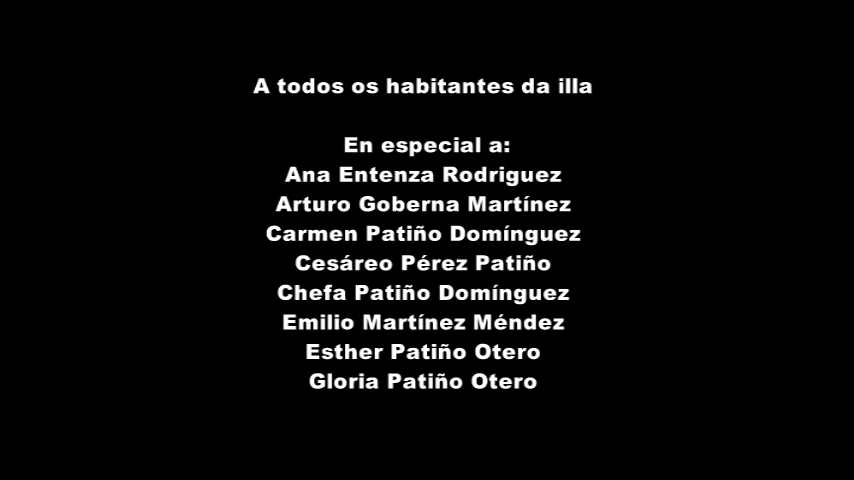 A todos os habitantes da illa
En especial a:
Ana Entenza Rodriguez
Arturo Goberna Martínez
Carmen Patiño Domínguez
Cesáreo Pérez Patiño
Chefa Patiño Domínguez
Emilio Martínez Méndez
Esther Patiño Otero
Gloria Patiño Otero